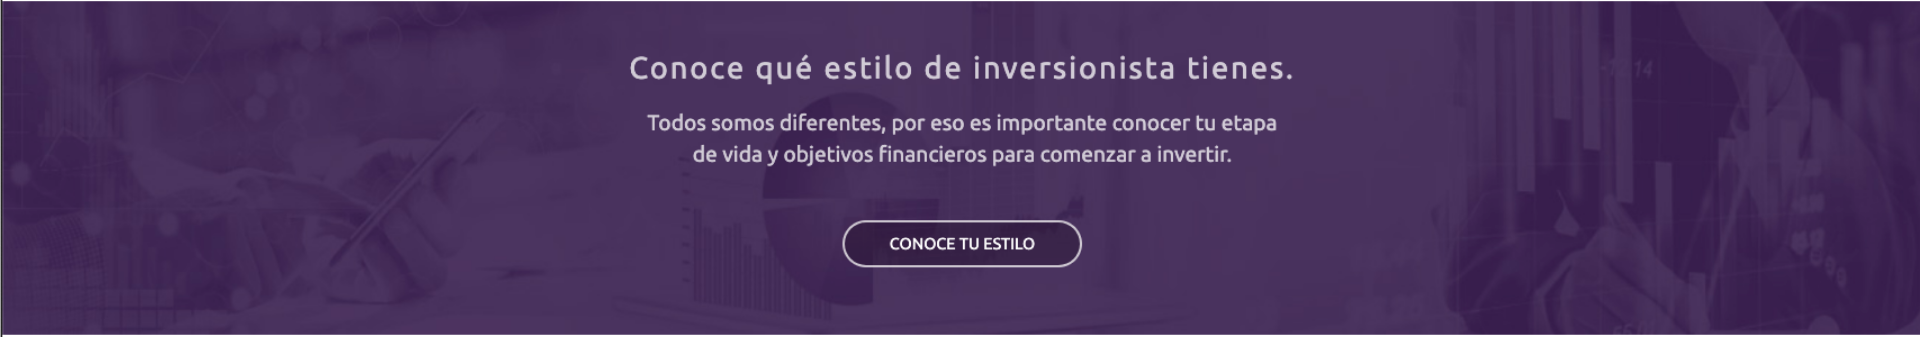 Conoce qué estilo de inversionista tienes.
Todos somos diferentes, por eso es importante conocer tu etapa
de vida y objetivos financieros para comenzar a invertir.
CONOCE TU ESTILO